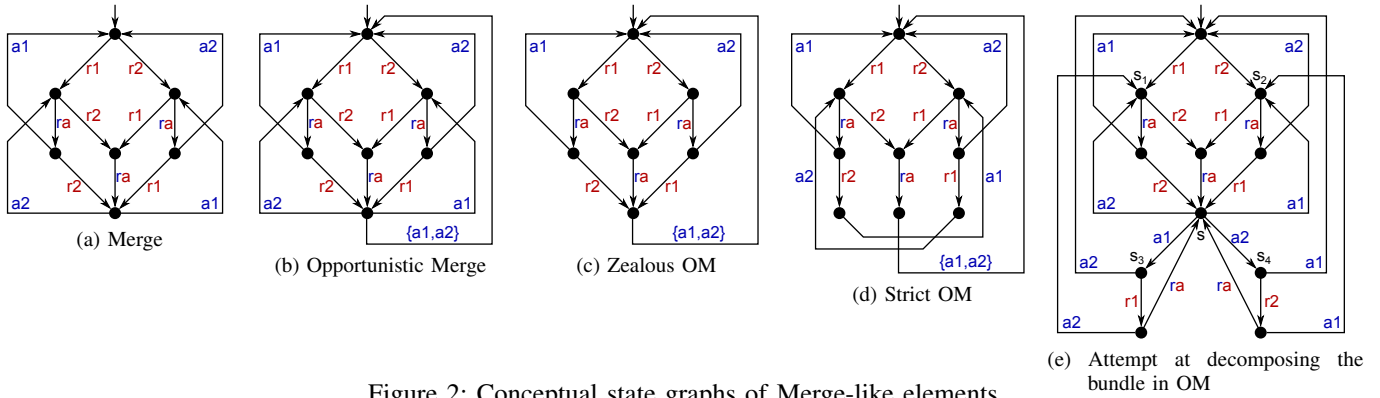 a1
a2
r1
r2
r2
r1
ra
ra
ra
r2
r1
a2
a1
(a) Merge
a1
a2
r1
r2
r2
r1
ra
ra
ra
r2
r1
a2
a1
{a1,a2}
(b) Opportunistic Merge
a1
a2
r1
r2
r2
r1
ra
ra
ra
r2
r1
{a1,a2}
(c) Zealous OM
a1
a2
r1
r2
r2
r1
ra
ra
ra
a2
r2
r1
a1
{a1,a2}
(d) Strict OM
a1
a2
r1
r2
s1
s2
r2
r1
ra
ra
ra
r2
r1
a2
a1
s
a1
a2
s3
s4
a2
a1
r1
ra
ra
r2
a2
a1
(e) Attempt at decomposing the
bundle in OM
Figure 2: Conceptual state graphs of Merge-like elements